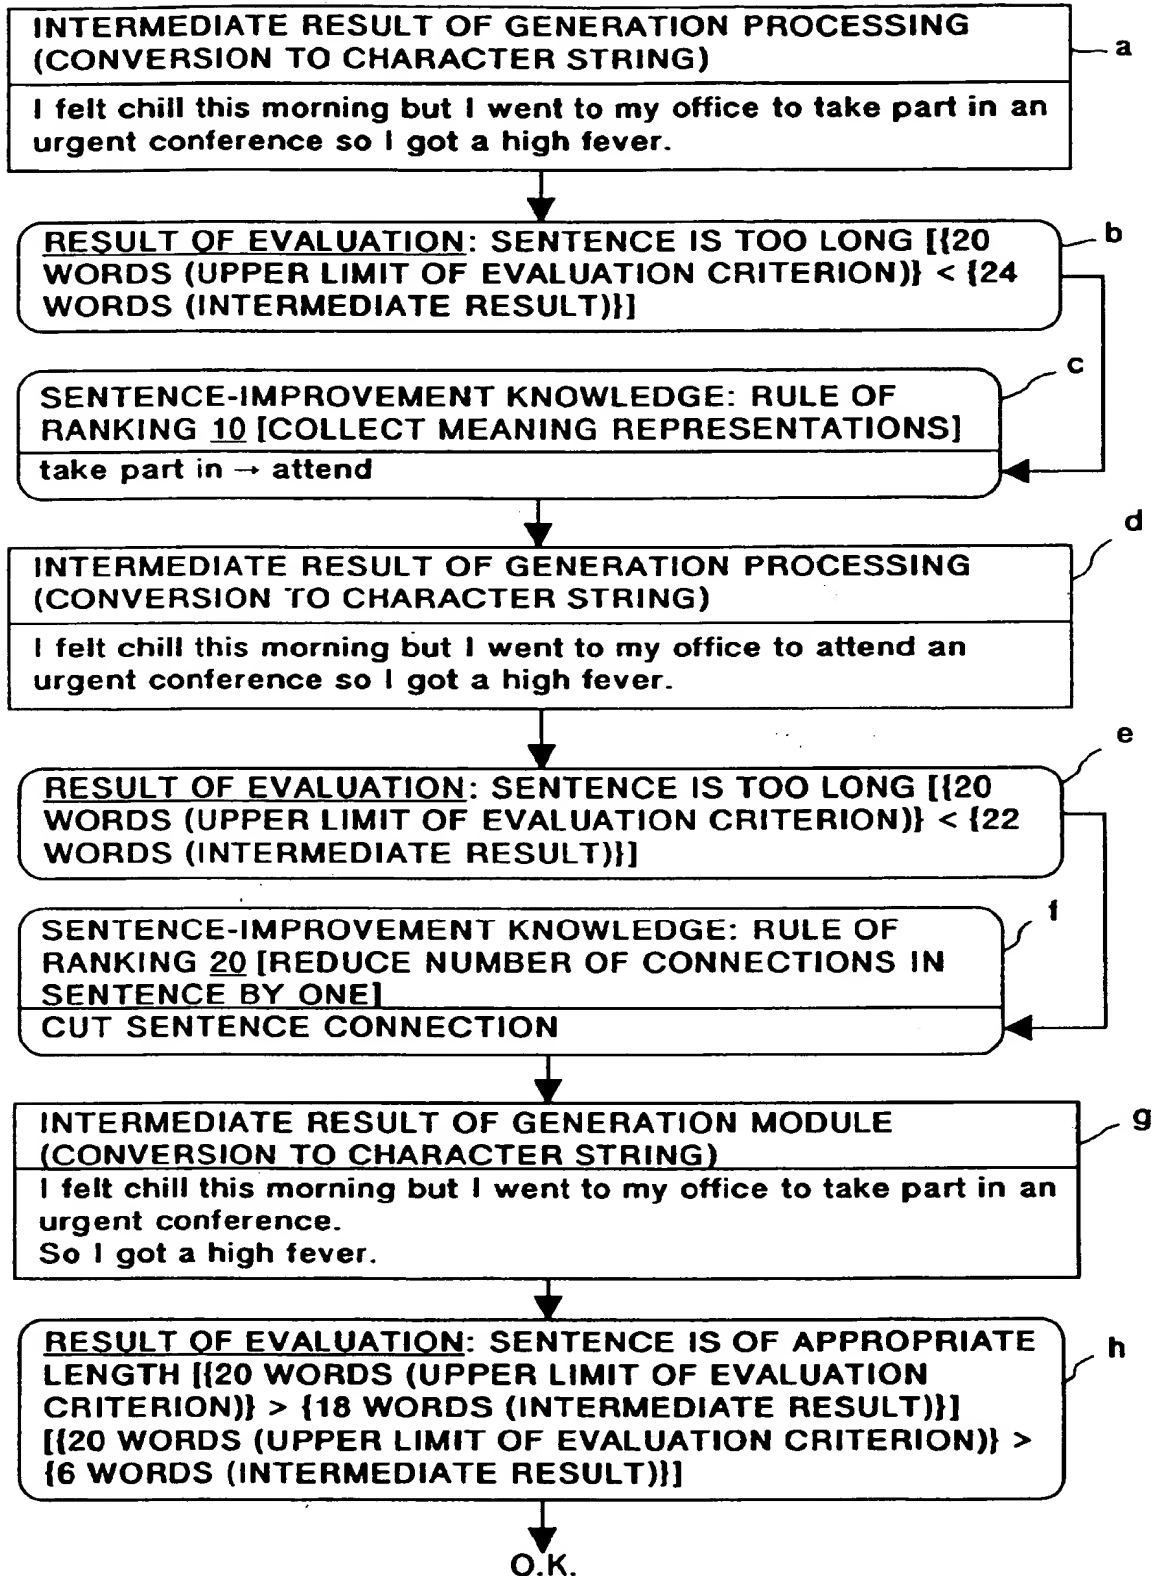 INTERMEDIATE RESULT OF GENERATION PROCESSING
(CONVERSION TO CHARACTER STRING)
a
I felt chill this morning but I went to my office to take part in an
urgent conference so I got a high fever.
RESULT OF EVALUATION: SENTENCE IS TOO LONG [{20
WORDS (UPPER LIMIT OF EVALUATION CRITERION)} < {24
WORDS (INTERMEDIATE RESULT)}]
b
SENTENCE-IMPROVEMENT KNOWLEDGE: RULE OF
RANKING 10 [COLLECT MEANING REPRESENTATIONS]
c
take part in → attend
d
INTERMEDIATE RESULT OF GENERATION PROCESSING
(CONVERSION TO CHARACTER STRING)
I felt chill this morning but I went to my office to attend an
urgent conference so I got a high fever.
e
RESULT OF EVALUATION: SENTENCE IS TOO LONG [{20
WORDS (UPPER LIMIT OF EVALUATION CRITERION)} < {22
WORDS (INTERMEDIATE RESULT)}]
f
SENTENCE-IMPROVEMENT KNOWLEDGE: RULE OF
RANKING 20 [REDUCE NUMBER OF CONNECTIONS IN
SENTENCE BY ONE]
CUT SENTENCE CONNECTION
INTERMEDIATE RESULT OF GENERATION MODULE
(CONVERSION TO CHARACTER STRING)
g
I felt chill this morning but I went to my office to take part in an
urgent conference.
So I got a high fever.
RESULT OF EVALUATION: SENTENCE IS OF APPROPRIATE
LENGTH [{20 WORDS (UPPER LIMIT OF EVALUATION
CRITERION)} > {18 WORDS (INTERMEDIATE RESULT)}]
[{20 WORDS (UPPER LIMIT OF EVALUATION CRITERION)} >
{6 WORDS (INTERMEDIATE RESULT)}]
h
O.K.